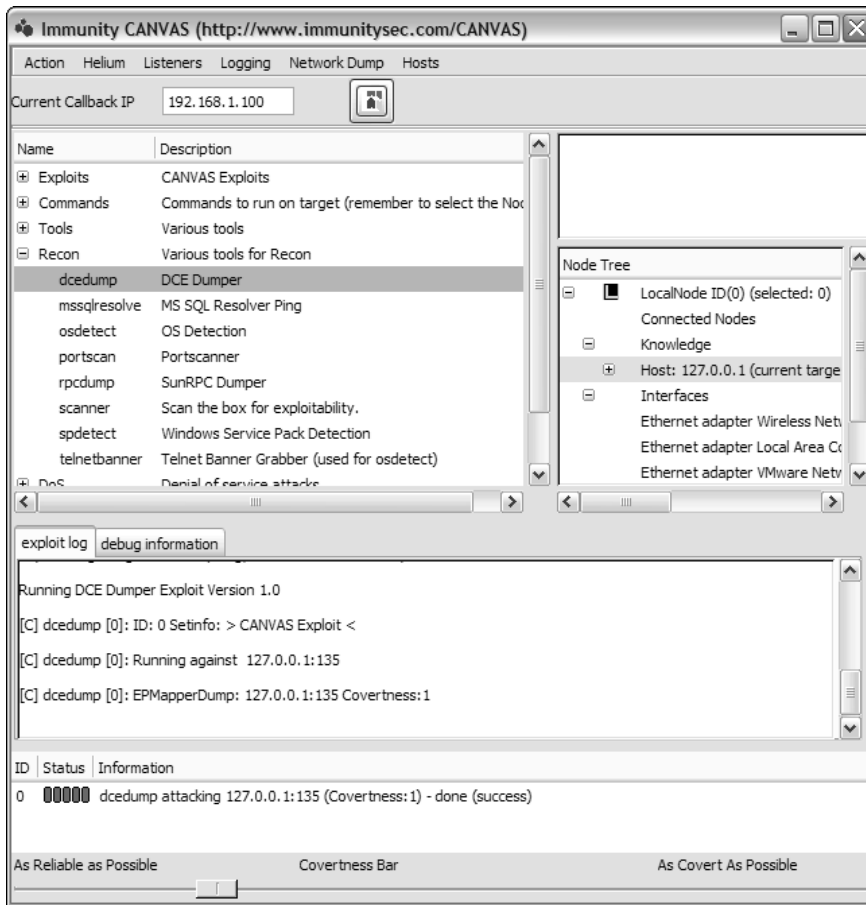 Immunity CANVAS (http://www.immunitysec.com/CANVAS)
Action Helium Listeners Logging Network Dump Hosts
Current Callback IP 192.168.1.100
Name Description
Exploits CANVAS Exploits
Commands Commands to run on target (remember to select the Noc
Tools Various tools
Recon Various tools for Recon
dcedump DCE Dumper
mssqlresolve MS SQL Resolver Ping
osdetect OS Detection
portscan Portscanner
rpcdump SunRPC Dumper
scanner Scan the box for exploitability.
spdetect Windows Service Pack Detection
telnetbanner Telnet Banner Grabber (used for osdetect)
DoS Denial of service attacks
Node Tree
LocalNode ID(0) (selected: 0)
Connected Nodes
Knowledge
Host: 127.0.0.1 (current targe
Interfaces
Ethernet adapter Wireless Netw
Ethernet adapter Local Area Co
Ethernet adapter VMware Netw
exploit log debug information
Running DCE Dumper Exploit Version 1.0
[C] dcedump [0]: ID: 0 Setinfo: > CANVAS Exploit <
[C] dcedump [0]: Running against 127.0.0.1:135
[C] dcedump [0]: EPMapperDump: 127.0.0.1:135 Covertness:1
ID Status Information
0 dcedump attacking 127.0.0.1:135 (Covertness:1) - done (success)
As Reliable as Possible Covertness Bar As Covert As Possible